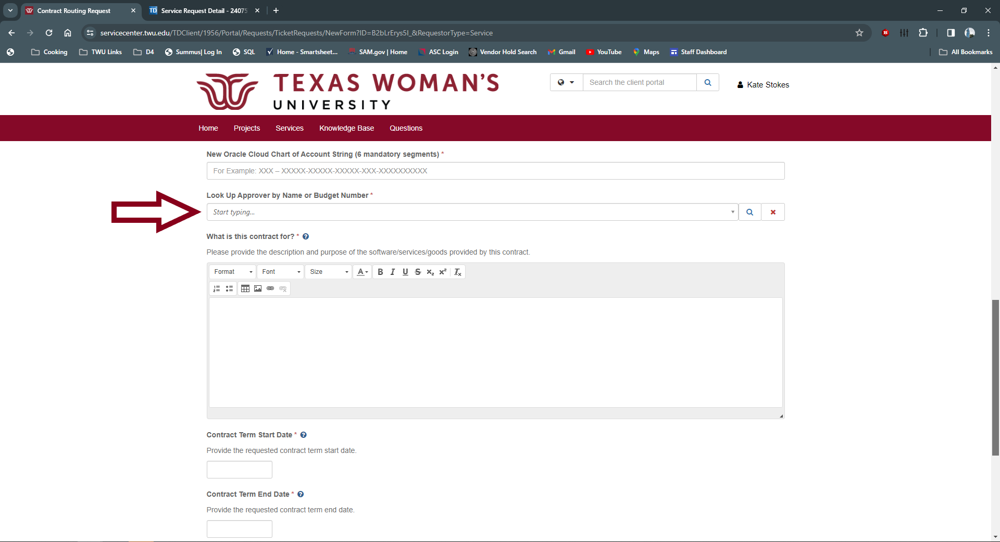 Contract Routing Request
TD Service Request Detail - 24075
servicecenter.twu.edu/TDClient/1956/Portal/Requests/TicketRequests/NewForm?ID=B2bLrErys5I_&RequestorType=Service
Cooking TWU Links D4 Summus| Log In SQL Home - Smartsheet... SAM.gov | Home ASC Login Vendor Hold Search Gmail YouTube Maps Staff Dashboard All Bookmarks
TEXAS WOMAN'S
UNIVERSITY
Search the client portal
Kate Stokes
Home Projects Services Knowledge Base Questions
New Oracle Cloud Chart of Account String (6 mandatory segments) *
For Example: XXX – XXXXX-XXXXX-XXXXX-XXX-XXXXXXXXXX
Look Up Approver by Name or Budget Number *
Start typing...
What is this contract for? * ?
Please provide the description and purpose of the software/services/goods provided by this contract.
Format Font Size A B I U S x₂ x² Tx
Contract Term Start Date * ?
Provide the requested contract term start date.
Contract Term End Date * ?
Provide the requested contract term end date.